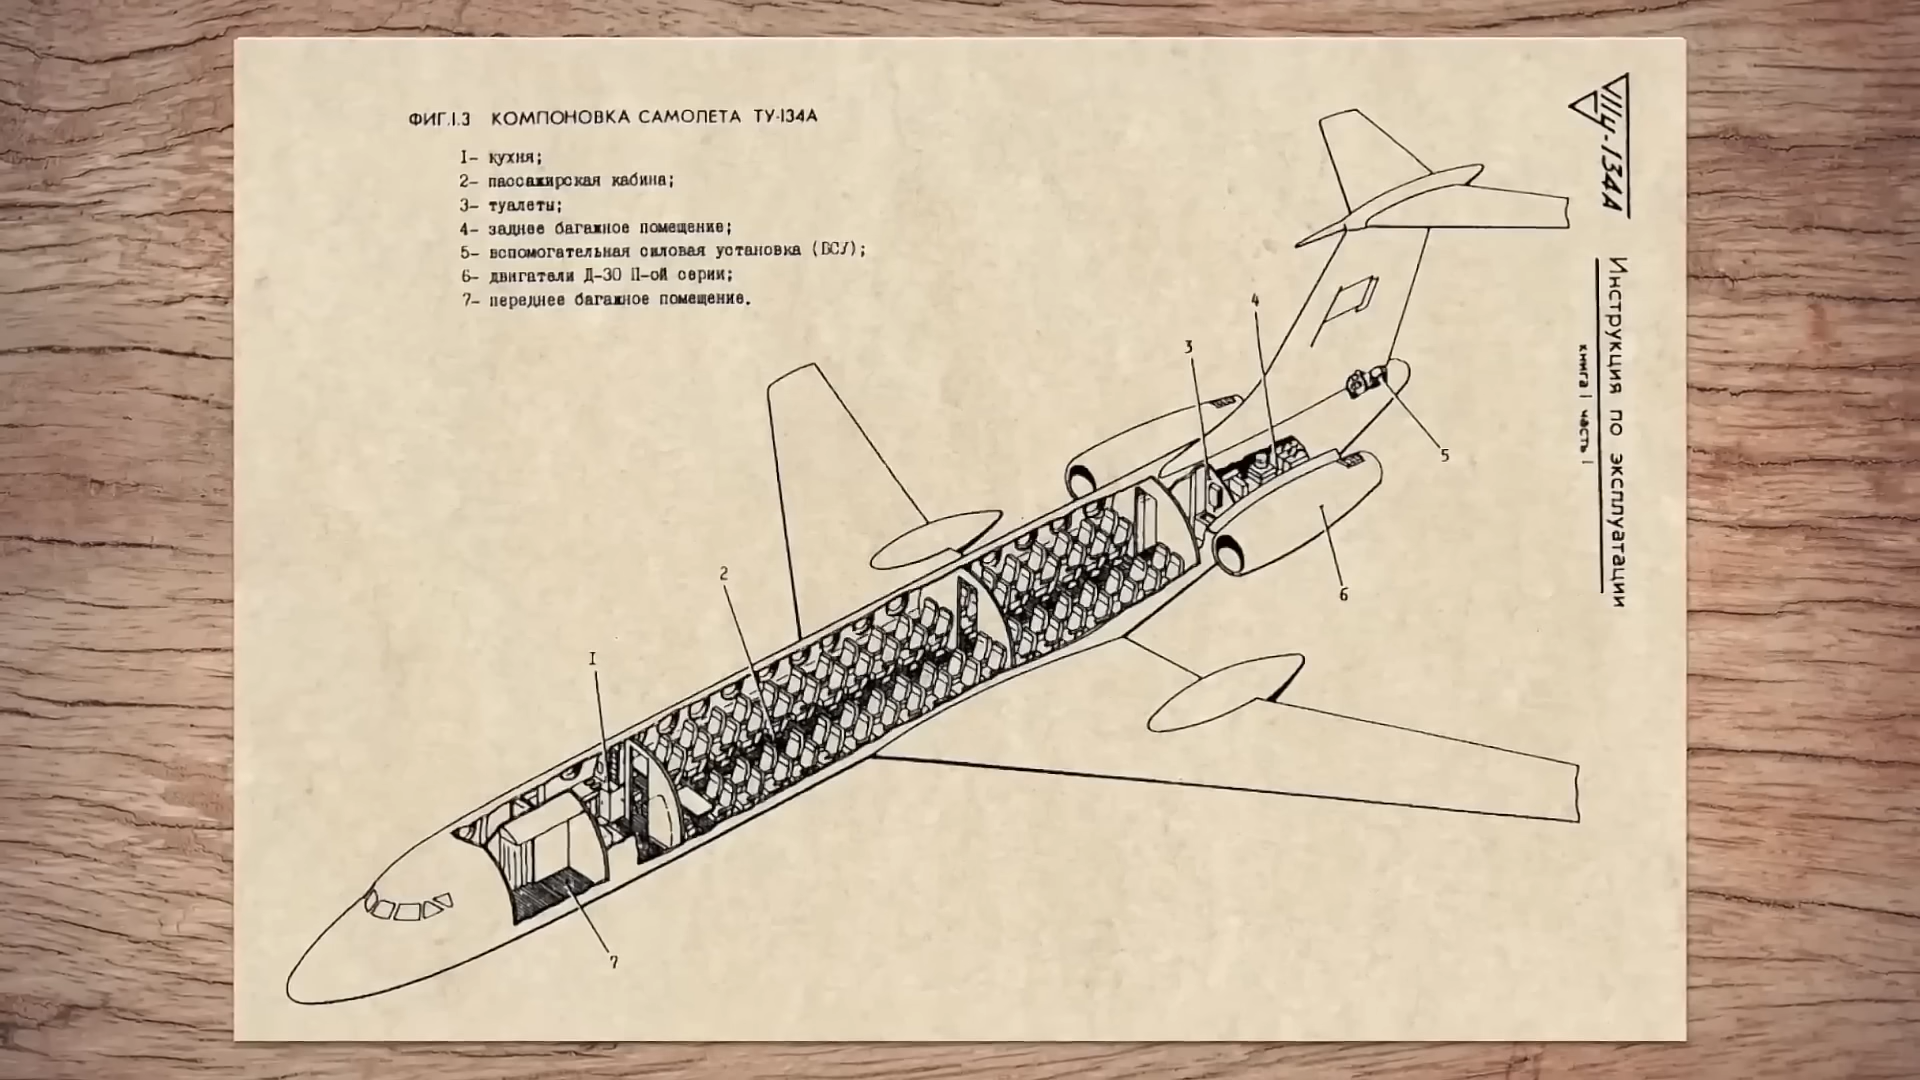 ФИГ.I.3 КОМПОНОВКА САМОЛЕТА ТУ-134А
I- кухня;
2- пассажирская кабина;
3- туалеты;
4- заднее багажное помещение;
5- вспомогательная силовая установка (ВСУ);
6- двигатели Д-30 II-ой серии;
7- переднее багажное помещение.
Ту-134А
Инструкция по эксплуатации
книга I часть I
I
2
3
4
5
6
7